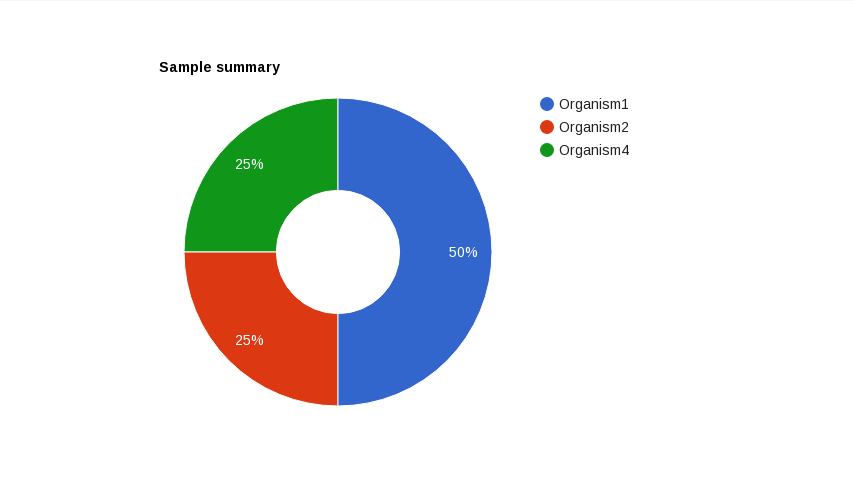 Sample summary
Organism1
Organism2
Organism4
25%
50%
25%